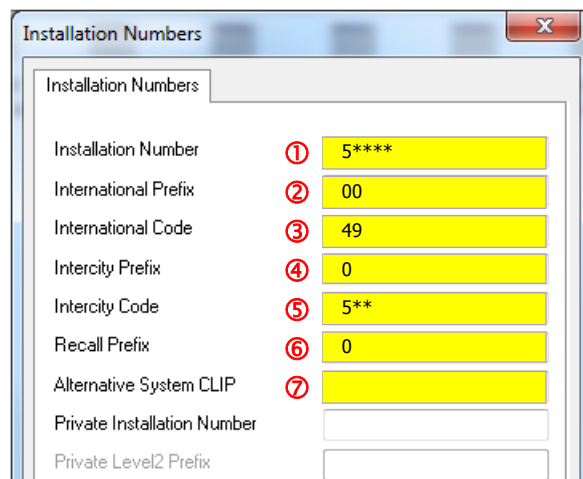 Installation Numbers
Installation Numbers
Installation Number ① 5****
International Prefix ② 00
International Code ③ 49
Intercity Prefix ④ 0
Intercity Code ⑤ 5**
Recall Prefix ⑥ 0
Alternative System CLIP ⑦
Private Installation Number
Private Level2 Prefix